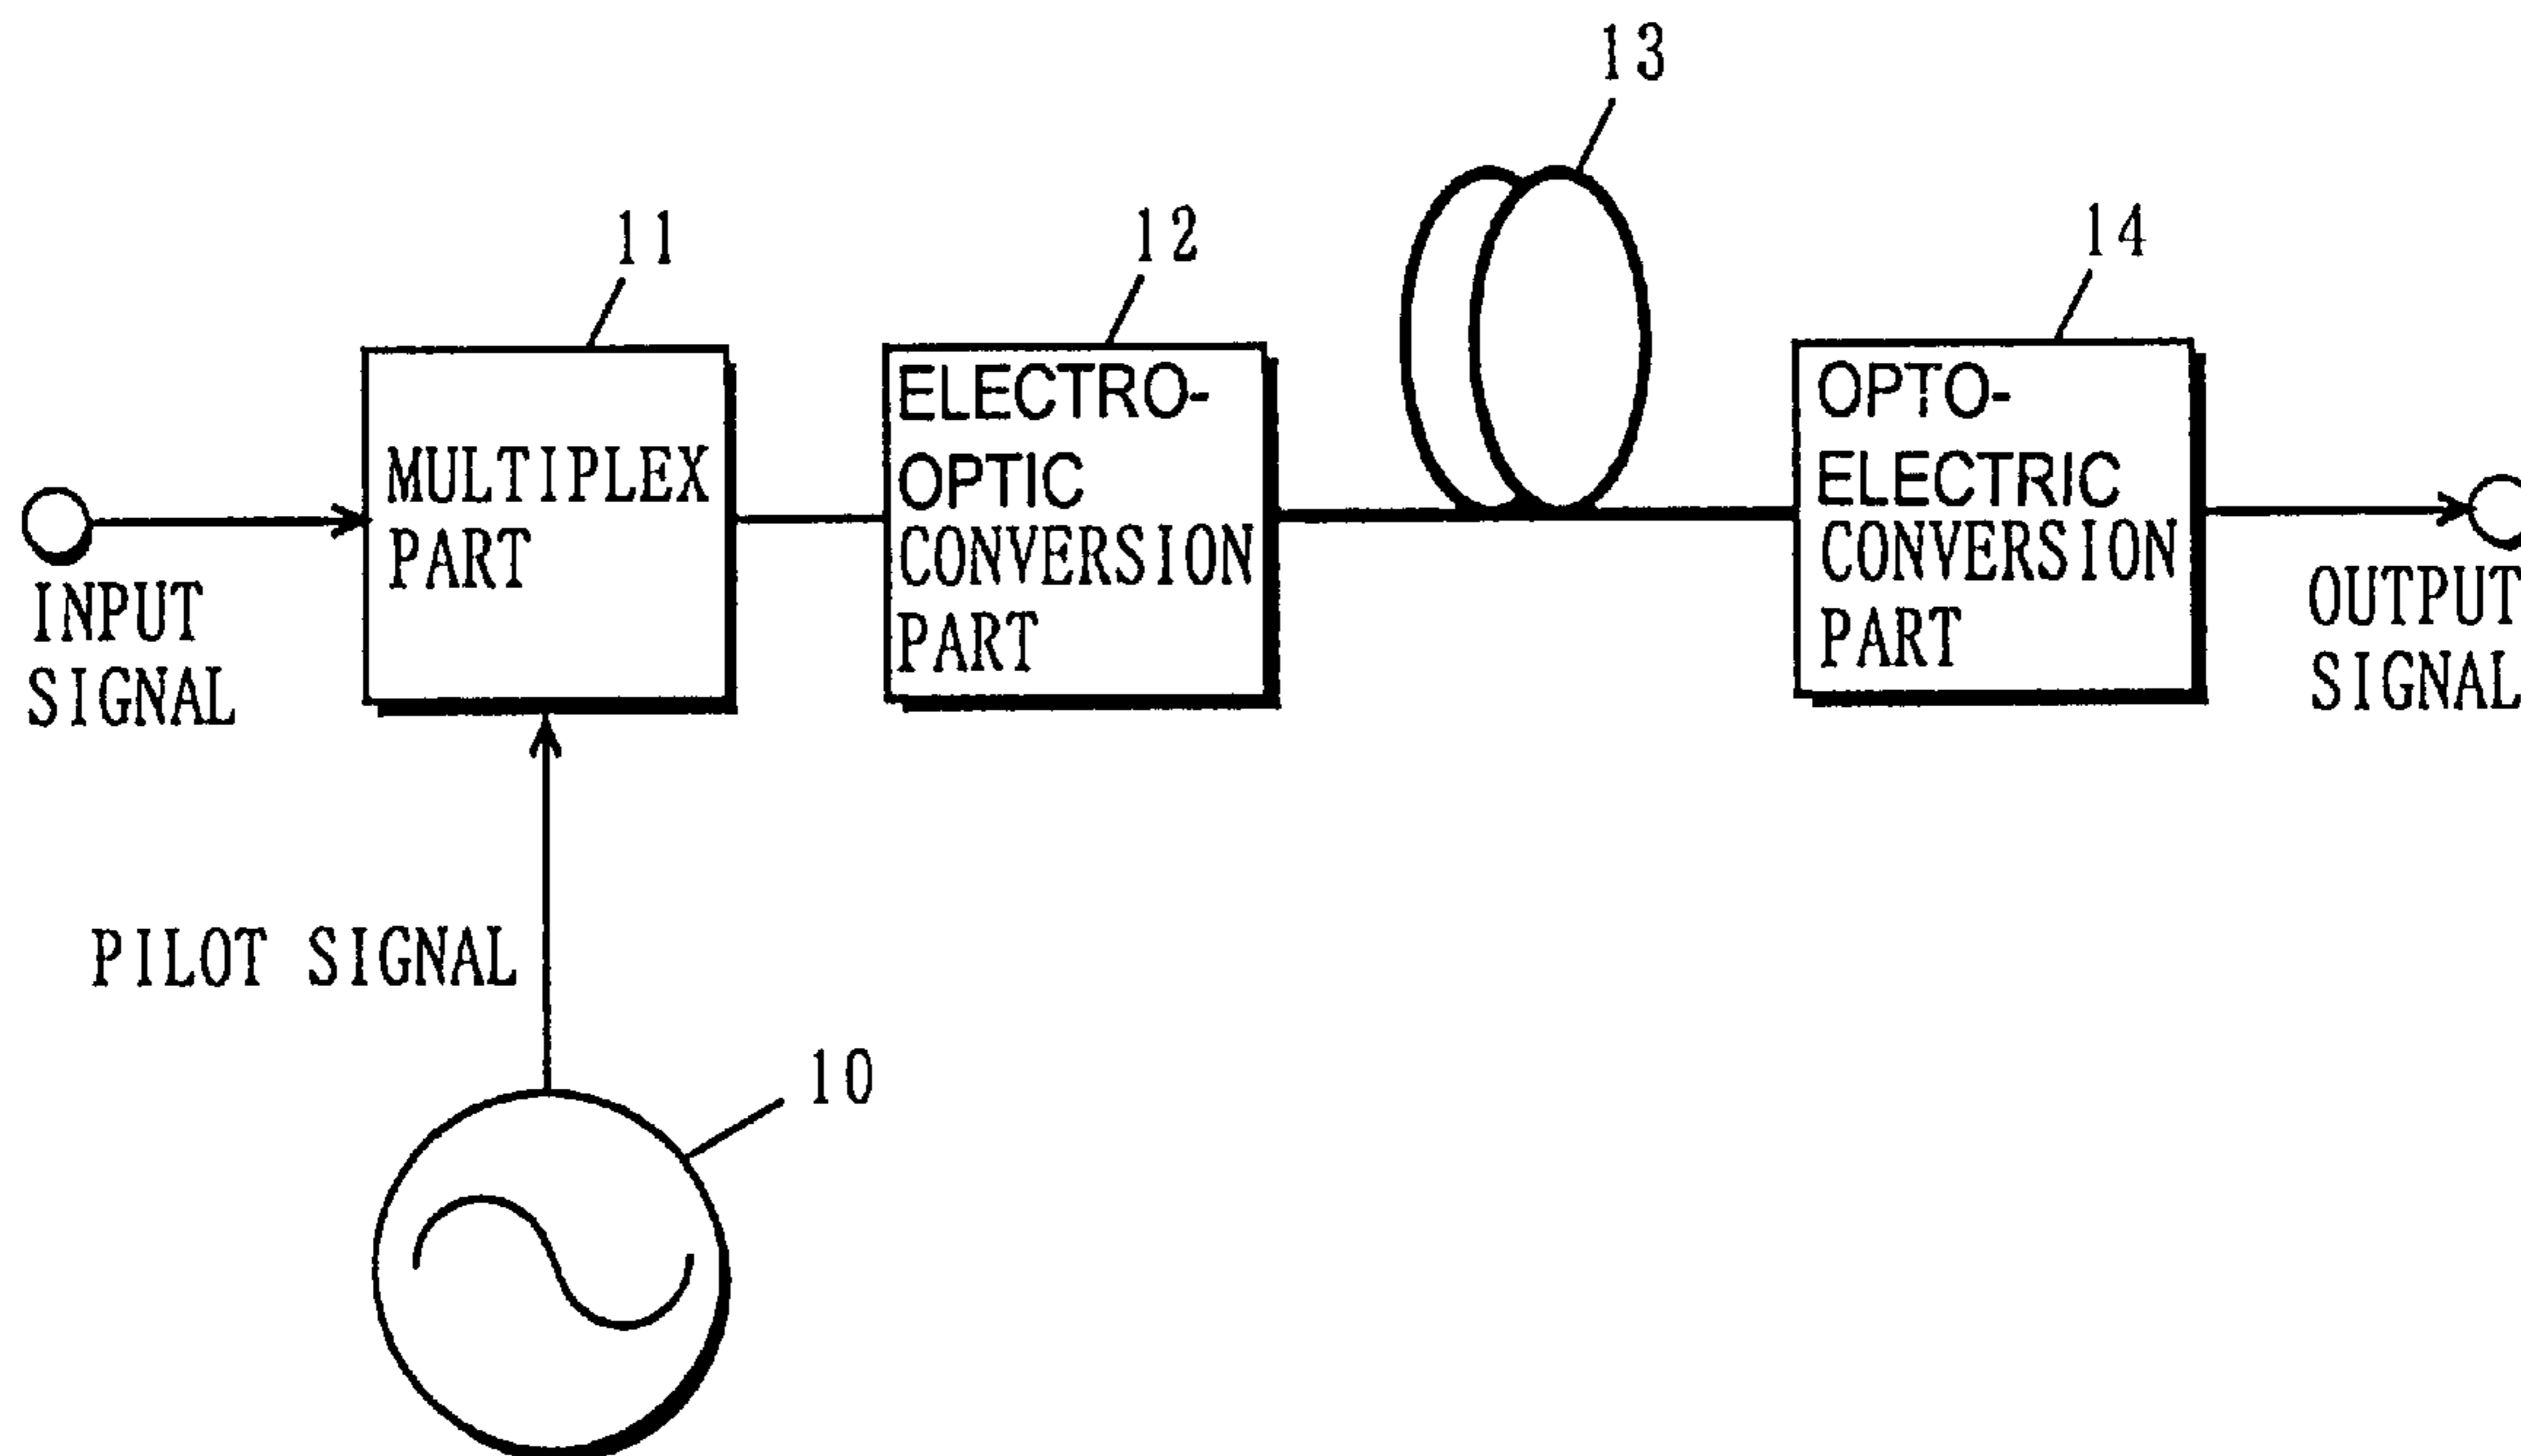 13
11
12
14
MULTIPLEX
PART
ELECTRO-
OPTIC
CONVERSION
PART
OPTO-
ELECTRIC
CONVERSION
PART
INPUT
SIGNAL
OUTPUT
SIGNAL
PILOT SIGNAL
10